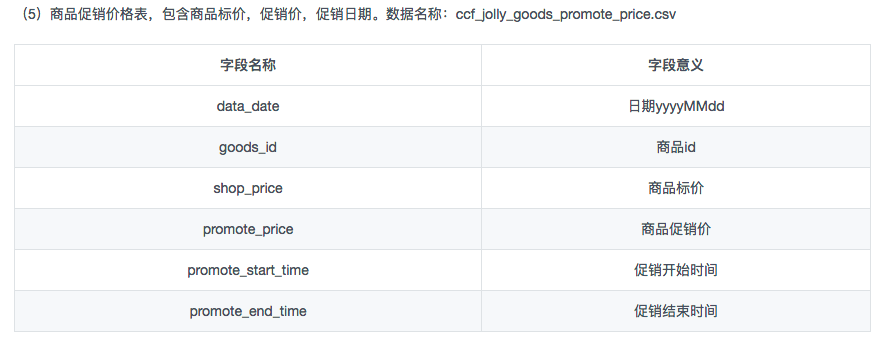 （5）商品促销价格表，包含商品标价，促销价，促销日期。数据名称：ccf_jolly_goods_promote_price.csv
字段名称 字段意义
data_date 日期yyyyMMdd
goods_id 商品id
shop_price 商品标价
promote_price 商品促销价
promote_start_time 促销开始时间
promote_end_time 促销结束时间